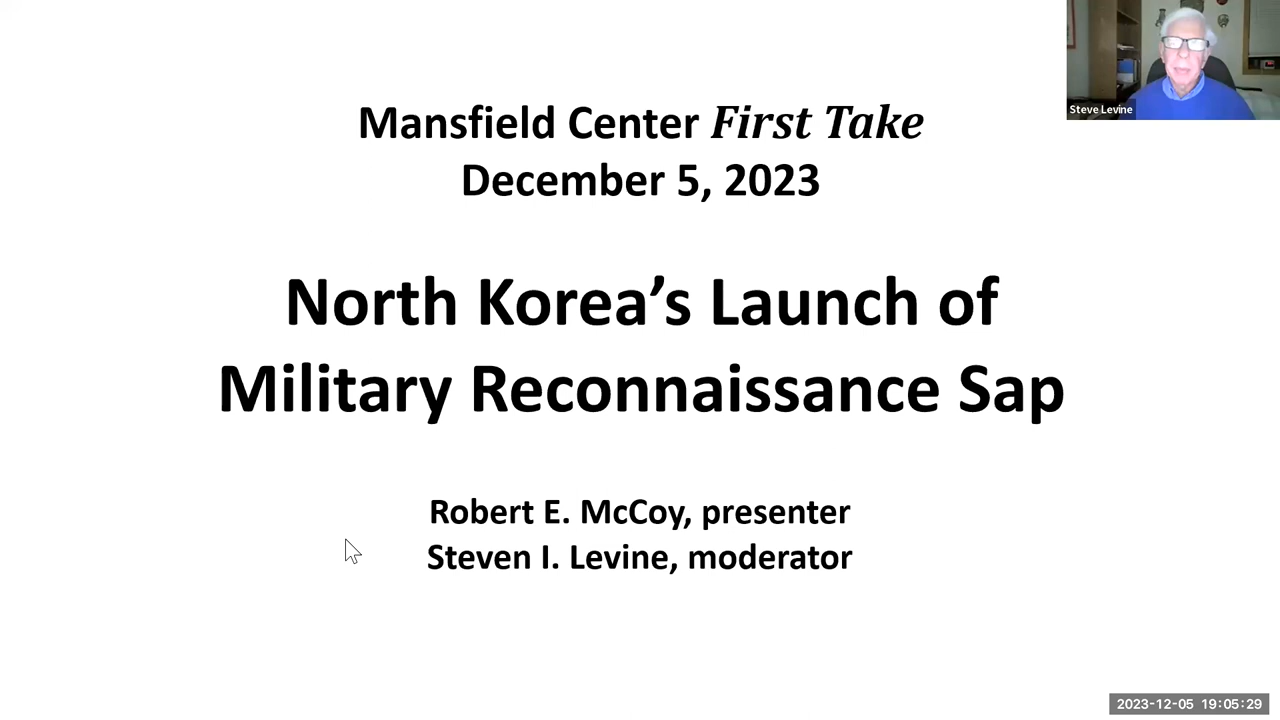 Mansfield Center First Take
December 5, 2023
North Korea’s Launch of
Military Reconnaissance Sap
Robert E. McCoy, presenter
Steven I. Levine, moderator
Steve Levine
2023-12-05 19:05:29